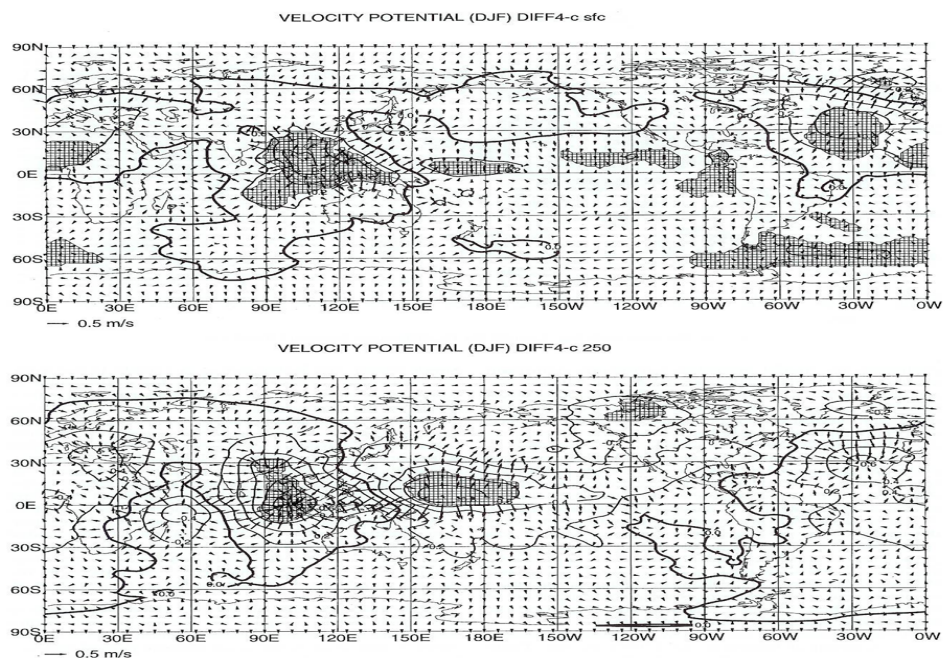 VELOCITY POTENTIAL (DJF) DIFF4-c sfc
90N
60N
30N
0E
30S
60S
90S
0E 30E 60E 90E 120E 150E 180E 150W 120W 90W 60W 30W 0W
0.5 m/s
VELOCITY POTENTIAL (DJF) DIFF4-c 250
90N
60N
30N
0E
30S
60S
90S
0E 30E 60E 90E 120E 150E 180E 150W 120W 90W 60W 30W 0W
0.5 m/s